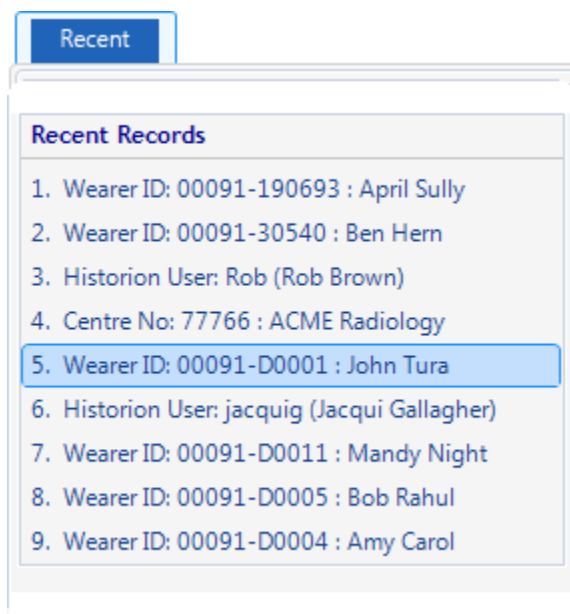 Recent
Recent Records
1. Wearer ID: 00091-190693 : April Sully
2. Wearer ID: 00091-30540 : Ben Hern
3. Historion User: Rob (Rob Brown)
4. Centre No: 77766 : ACME Radiology
5. Wearer ID: 00091-D0001 : John Tura
6. Historion User: jacquig (Jacqui Gallagher)
7. Wearer ID: 00091-D0011 : Mandy Night
8. Wearer ID: 00091-D0005 : Bob Rahul
9. Wearer ID: 00091-D0004 : Amy Carol